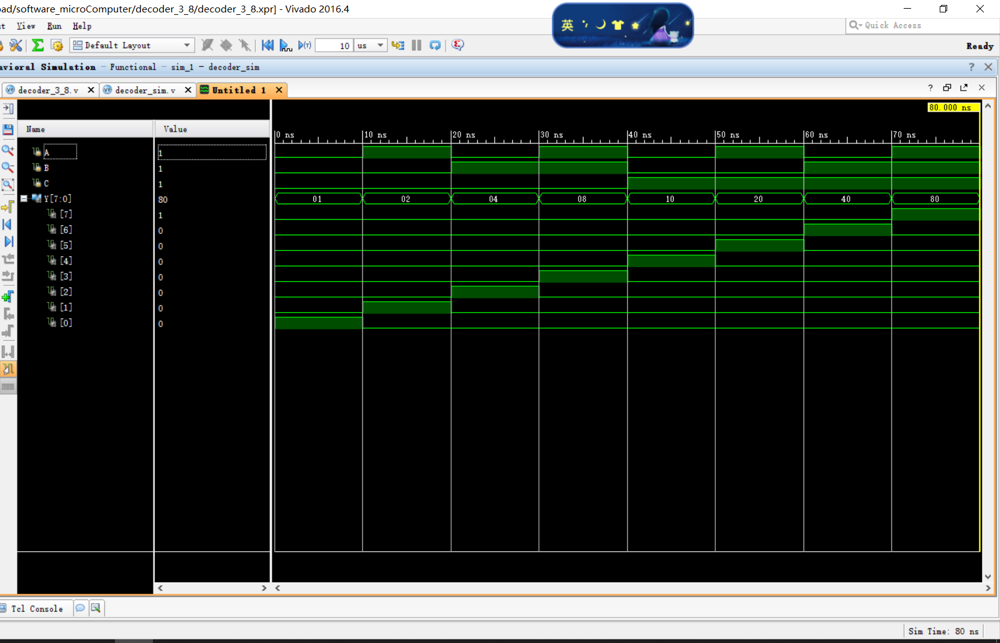 oad/software_microComputer/decoder_3_8/decoder_3_8.xpr] - Vivado 2016.4
英
t View Run Help
Quick Access
Default Layout
(T) 10 us
Ready
avioral Simulation - Functional - sim_1 - decoder_sim
decoder_3_8.v
decoder_sim.v
Untitled 1
80.000 ns
Name Value
0 ns 10 ns 20 ns 30 ns 40 ns 50 ns 60 ns 70 ns
A 1
B 1
C 1
Y[7:0] 80 01 02 04 08 10 20 40 80
[7] 1
[6] 0
[5] 0
[4] 0
[3] 0
[2] 0
[1] 0
[0] 0
Tcl Console
Sim Time: 80 ns